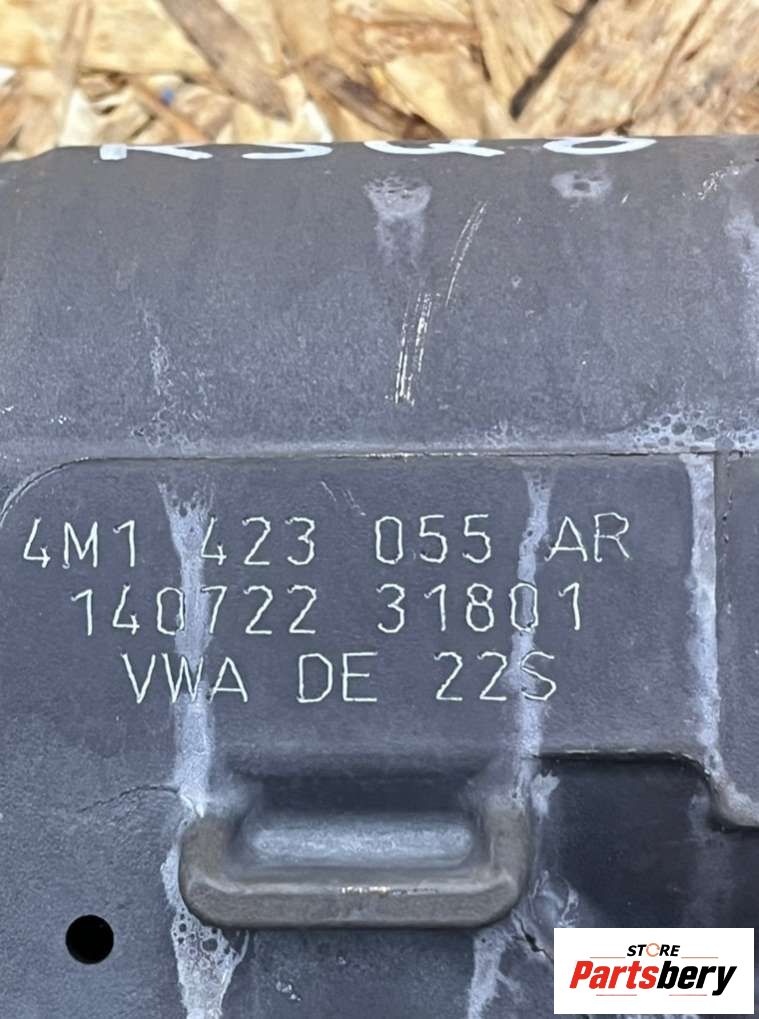 4M1 423 055 AR
140722 31801
VWA DE 22S
STORE
Partsbery